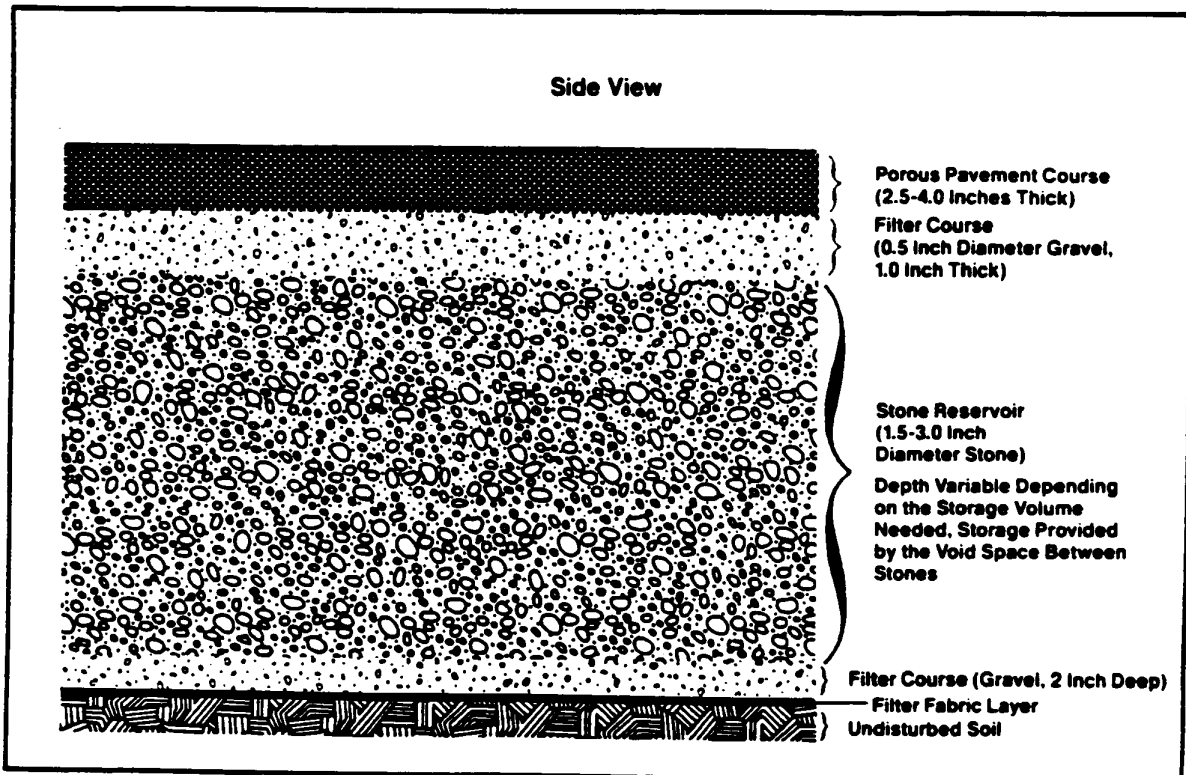 Side View
Porous Pavement Course
(2.5-4.0 Inches Thick)
Filter Course
(0.5 Inch Diameter Gravel,
1.0 Inch Thick)
Stone Reservoir
(1.5-3.0 Inch
Diameter Stone)
Depth Variable Depending
on the Storage Volume
Needed, Storage Provided
by the Void Space Between
Stones
Filter Course (Gravel, 2 Inch Deep)
Filter Fabric Layer
Undisturbed Soil